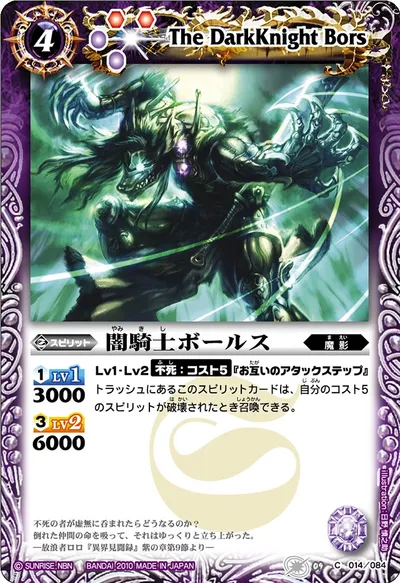 4
The DarkKnight Bors
スピリット
やみ き し
闇騎士ボールス
ま えい
魔影
1 LV1
3000
3 LV2
6000
Lv1・Lv2 不死：コスト5『お互いのアタックステップ』
トラッシュにあるこのスピリットカードは、自分のコスト5
のスピリットが破壊されたとき召喚できる。
不死の者が虚無に呑まれたらどうなるのか？
倒れた仲間の命を吸って、それはゆっくりと立ち上がった。
―放浪者ロロ『異界見聞録』紫の章第9節より―
©SUNRISE,NBN BANDAI 2010 MADE IN JAPAN
C 014/084